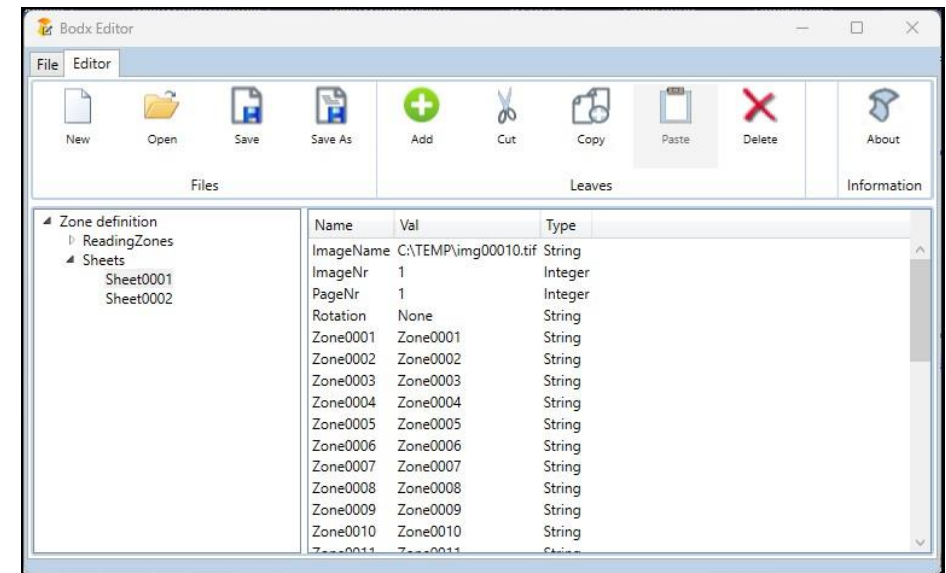 Bodx Editor
File Editor
New Open Save Save As Add Cut Copy Paste Delete About
Files Leaves Information
Zone definition
ReadingZones
Sheets
Sheet0001
Sheet0002
Name Val Type
ImageName C:\TEMP\img00010.tif String
ImageNr 1 Integer
PageNr 1 Integer
Rotation None String
Zone0001 Zone0001 String
Zone0002 Zone0002 String
Zone0003 Zone0003 String
Zone0004 Zone0004 String
Zone0005 Zone0005 String
Zone0006 Zone0006 String
Zone0007 Zone0007 String
Zone0008 Zone0008 String
Zone0009 Zone0009 String
Zone0010 Zone0010 String
Zone0011 Zone0011 String